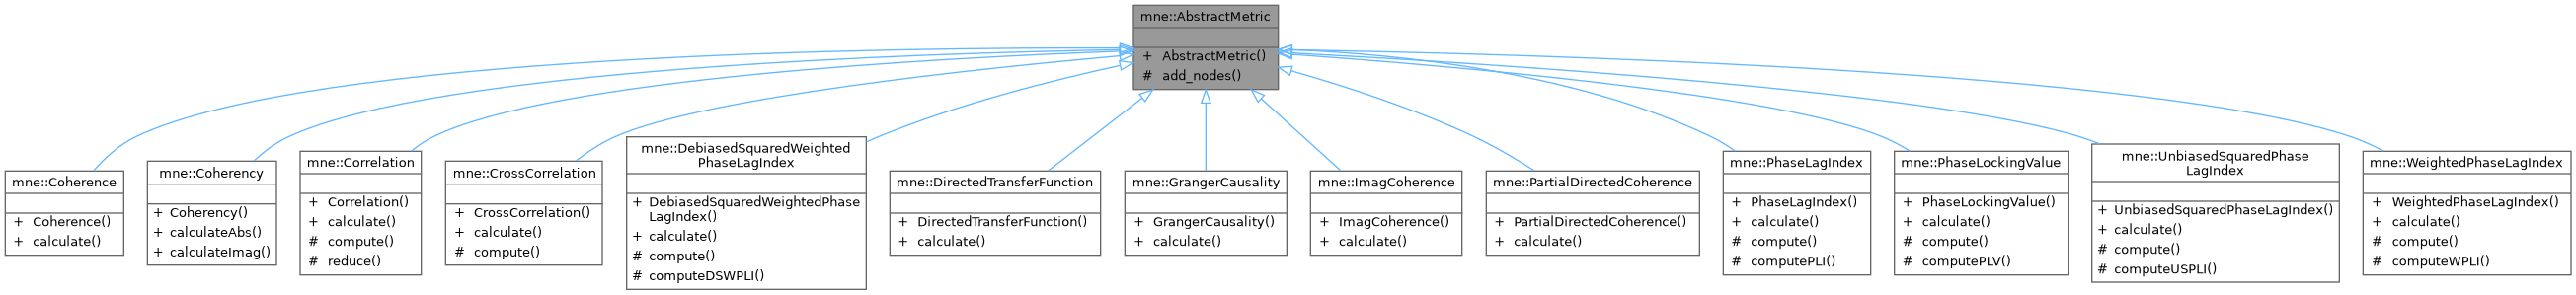 mne::AbstractMetric
+ AbstractMetric()
# add_nodes()
mne::Coherence
+ Coherence()
+ calculate()
mne::Coherency
+ Coherency()
+ calculateAbs()
+ calculateImag()
mne::Correlation
+ Correlation()
+ calculate()
# compute()
# reduce()
mne::CrossCorrelation
+ CrossCorrelation()
+ calculate()
# compute()
mne::DebiasedSquaredWeighted
PhaseLagIndex
+ DebiasedSquaredWeightedPhase
LagIndex()
+ calculate()
# compute()
# computeDSWPLI()
mne::DirectedTransferFunction
+ DirectedTransferFunction()
+ calculate()
mne::GrangerCausality
+ GrangerCausality()
+ calculate()
mne::ImagCoherence
+ ImagCoherence()
+ calculate()
mne::PartialDirectedCoherence
+ PartialDirectedCoherence()
+ calculate()
mne::PhaseLagIndex
+ PhaseLagIndex()
+ calculate()
# compute()
# computePLI()
mne::PhaseLockingValue
+ PhaseLockingValue()
+ calculate()
# compute()
# computePLV()
mne::UnbiasedSquaredPhase
LagIndex
+ UnbiasedSquaredPhaseLagIndex()
+ calculate()
# compute()
# computeUSPLI()
mne::WeightedPhaseLagIndex
+ WeightedPhaseLagIndex()
+ calculate()
# compute()
# computeWPLI()